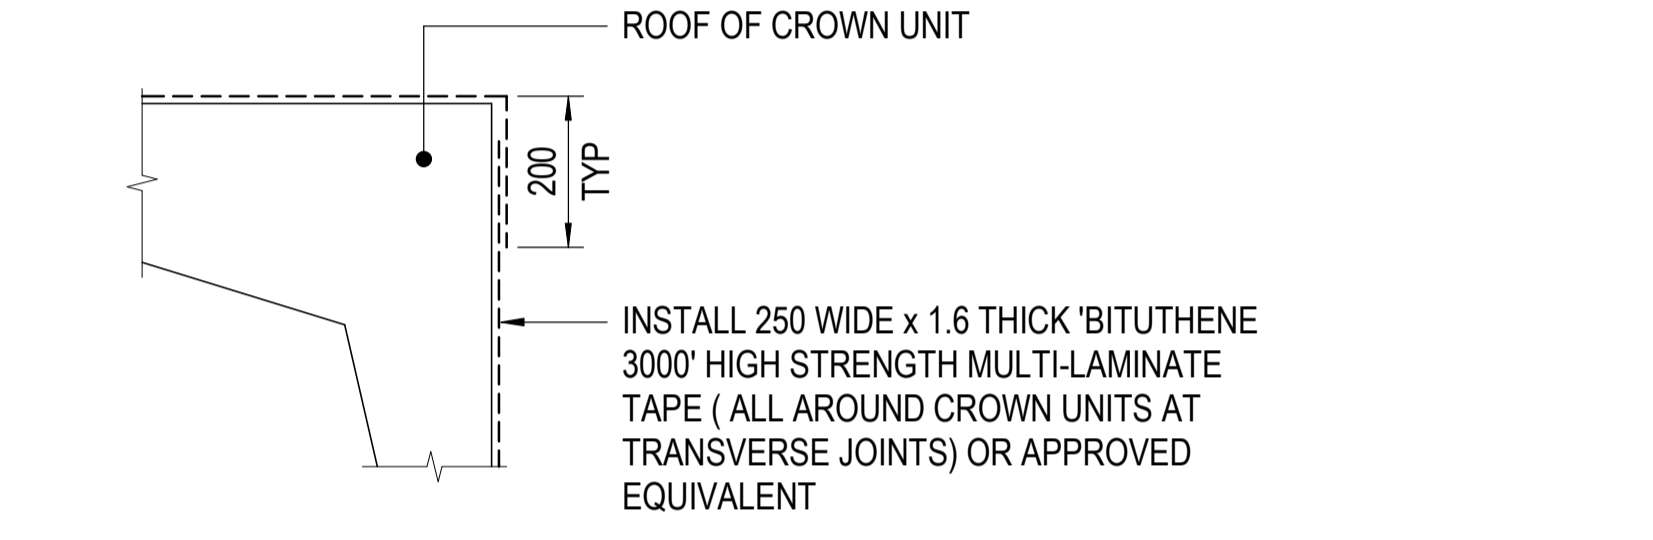 ROOF OF CROWN UNIT
200
TYP
INSTALL 250 WIDE x 1.6 THICK 'BITUTHENE
3000' HIGH STRENGTH MULTI-LAMINATE
TAPE ( ALL AROUND CROWN UNITS AT
TRANSVERSE JOINTS) OR APPROVED
EQUIVALENT